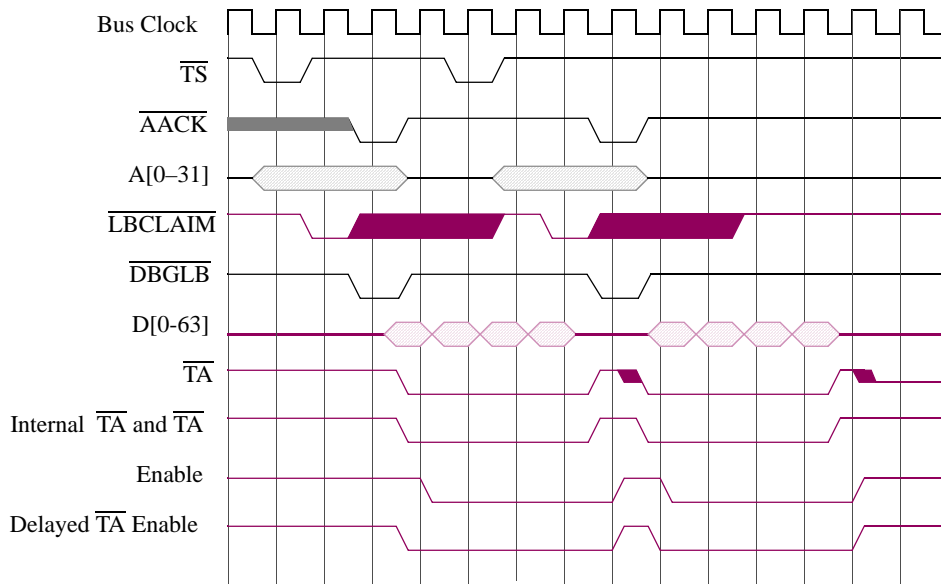 Bus Clock
TS
AACK
A[0–31]
LBCLAIM
DBGLB
D[0-63]
TA
Internal TA and TA
Enable
Delayed TA Enable